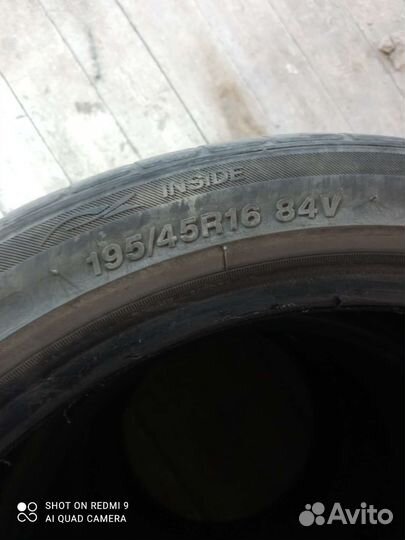 INSIDE
195/45R16 84V
SHOT ON REDMI 9
AI QUAD CAMERA
Avito